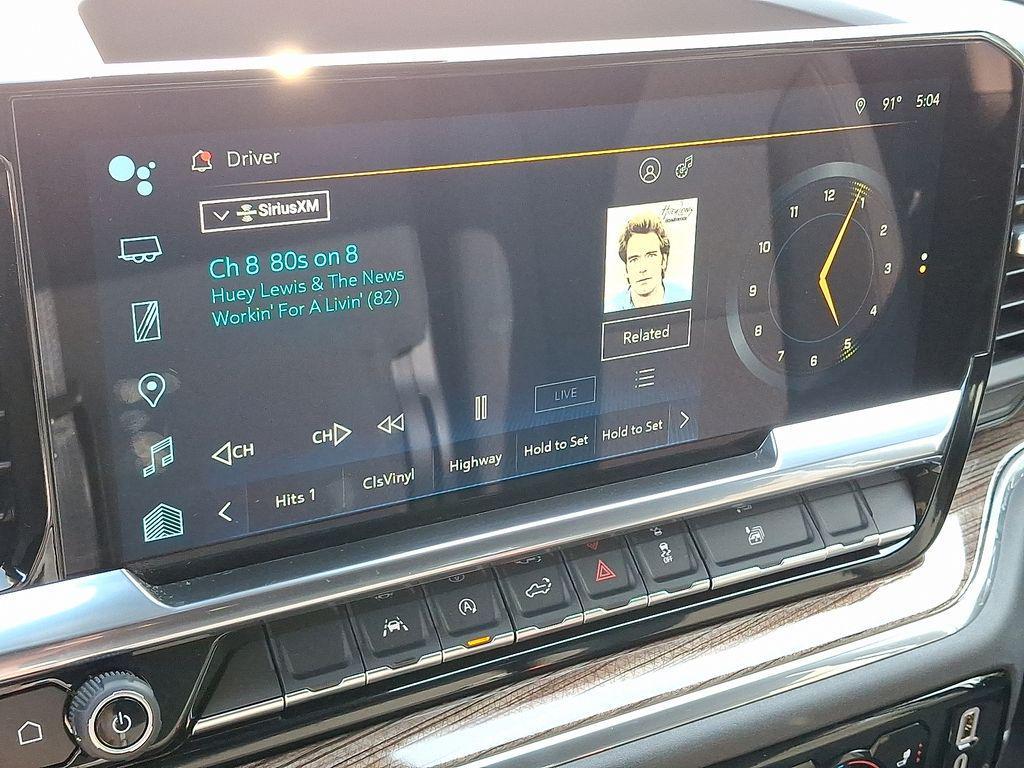 91° 5:04
Driver
SiriusXM
Ch 8 80s on 8
Huey Lewis & The News
Workin' For A Livin' (82)
Related
12
1
2
3
4
5
6
7
8
9
10
11
LIVE
CH
CH
Hits 1
ClsVinyl
Highway
Hold to Set
Hold to Set
A
OFF